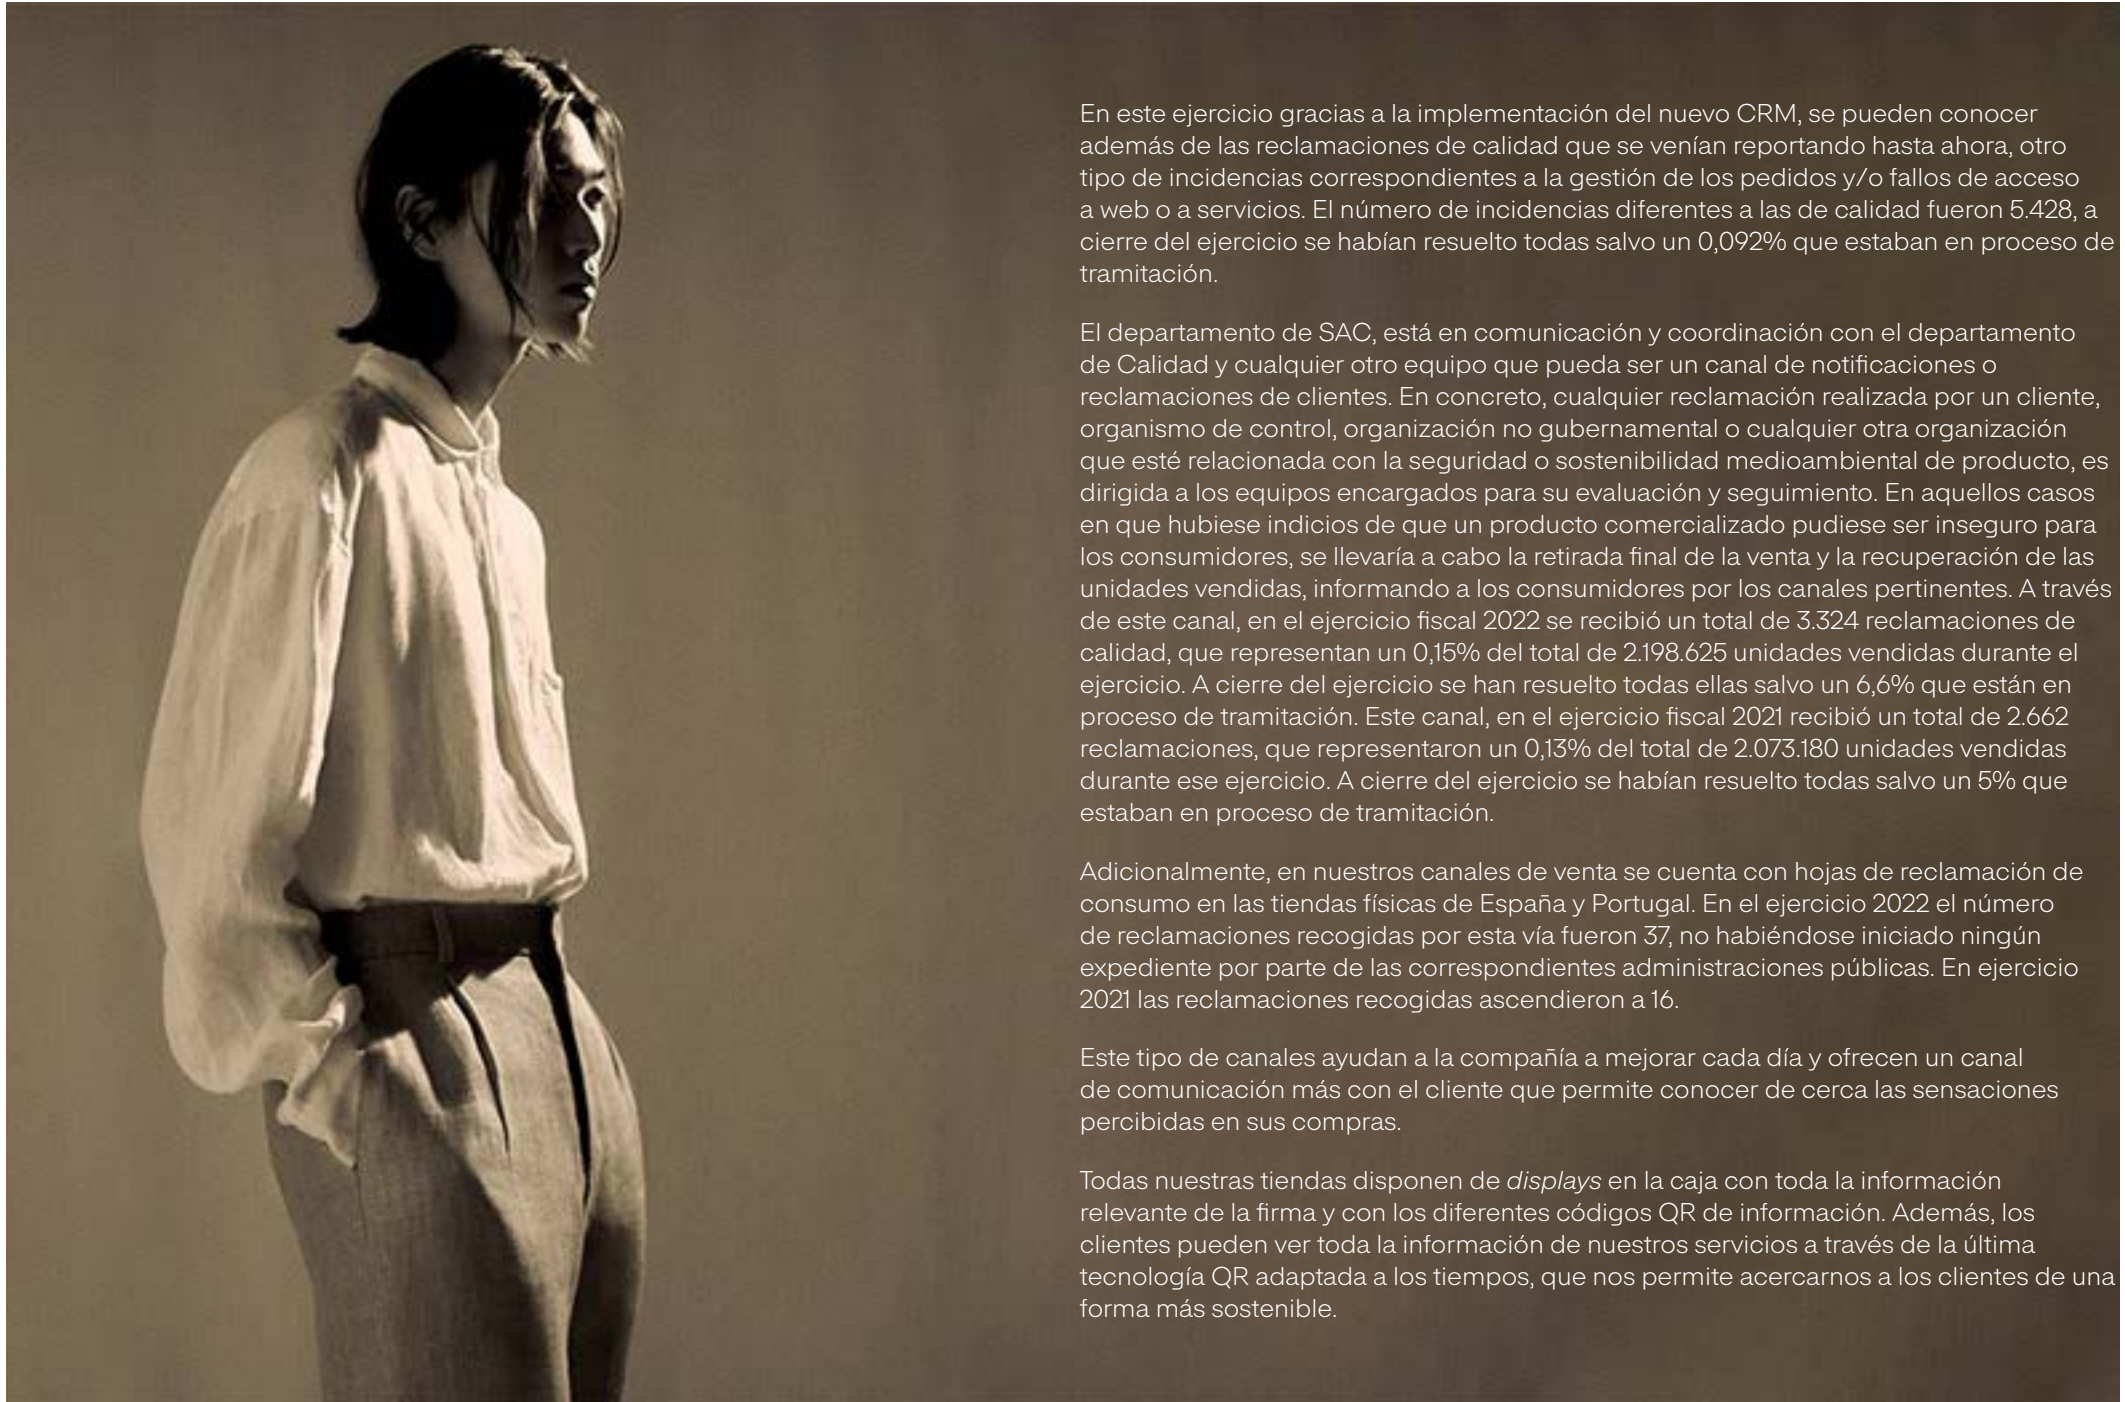 En este ejercicio gracias a la implementación del nuevo CRM, se pueden conocer
además de las reclamaciones de calidad que se venían reportando hasta ahora, otro
tipo de incidencias correspondientes a la gestión de los pedidos y/o fallos de acceso
a web o a servicios. El número de incidencias diferentes a las de calidad fueron 5.428, a
cierre del ejercicio se habían resuelto todas salvo un 0,092% que estaban en proceso de
tramitación.
El departamento de SAC, está en comunicación y coordinación con el departamento
de Calidad y cualquier otro equipo que pueda ser un canal de notificaciones o
reclamaciones de clientes. En concreto, cualquier reclamación realizada por un cliente,
organismo de control, organización no gubernamental o cualquier otra organización
que esté relacionada con la seguridad o sostenibilidad medioambiental de producto, es
dirigida a los equipos encargados para su evaluación y seguimiento. En aquellos casos
en que hubiese indicios de que un producto comercializado pudiese ser inseguro para
los consumidores, se llevaría a cabo la retirada final de la venta y la recuperación de las
unidades vendidas, informando a los consumidores por los canales pertinentes. A través
de este canal, en el ejercicio fiscal 2022 se recibió un total de 3.324 reclamaciones de
calidad, que representan un 0,15% del total de 2.198.625 unidades vendidas durante el
ejercicio. A cierre del ejercicio se han resuelto todas ellas salvo un 6,6% que están en
proceso de tramitación. Este canal, en el ejercicio fiscal 2021 recibió un total de 2.662
reclamaciones, que representaron un 0,13% del total de 2.073.180 unidades vendidas
durante ese ejercicio. A cierre del ejercicio se habían resuelto todas salvo un 5% que
estaban en proceso de tramitación.
Adicionalmente, en nuestros canales de venta se cuenta con hojas de reclamación de
consumo en las tiendas físicas de España y Portugal. En el ejercicio 2022 el número
de reclamaciones recogidas por esta vía fueron 37, no habiéndose iniciado ningún
expediente por parte de las correspondientes administraciones públicas. En ejercicio
2021 las reclamaciones recogidas ascendieron a 16.
Este tipo de canales ayudan a la compañía a mejorar cada día y ofrecen un canal
de comunicación más con el cliente que permite conocer de cerca las sensaciones
percibidas en sus compras.
Todas nuestras tiendas disponen de displays en la caja con toda la información
relevante de la firma y con los diferentes códigos QR de información. Además, los
clientes pueden ver toda la información de nuestros servicios a través de la última
tecnología QR adaptada a los tiempos, que nos permite acercarnos a los clientes de una
forma más sostenible.